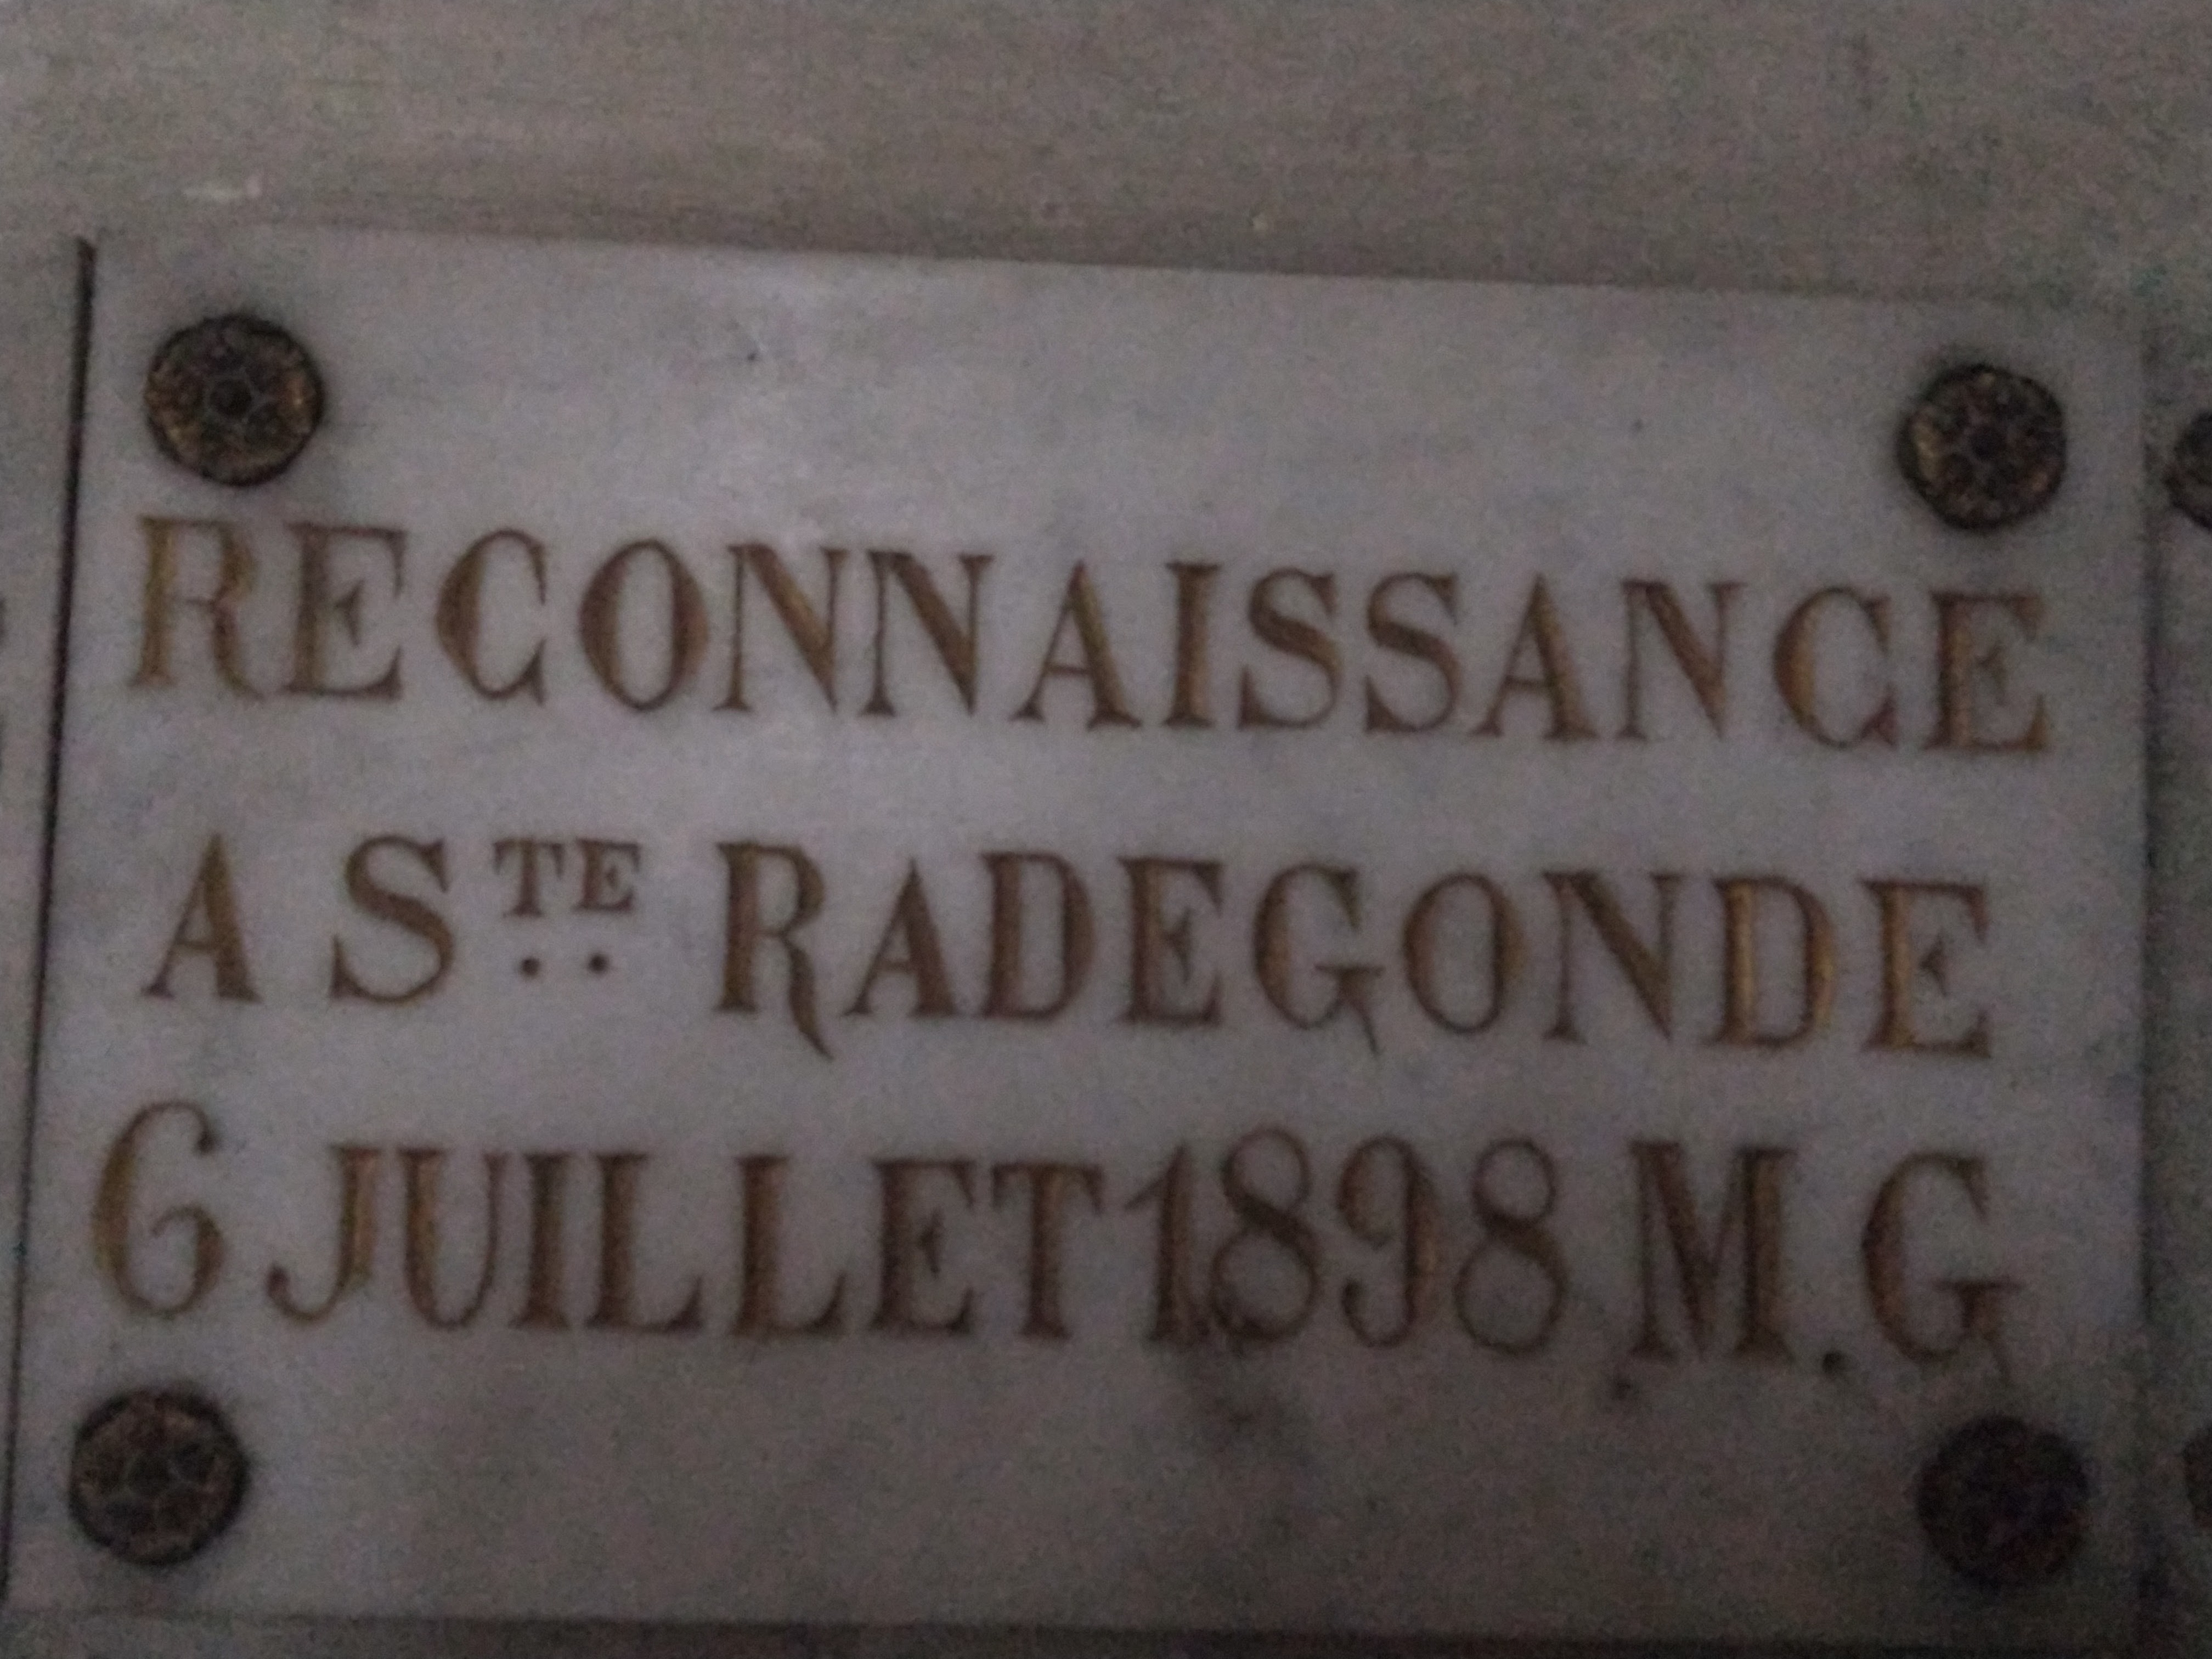 RECONNAISSANCE
A STE RADEGONDE
6 JUILLET 1898 M.G